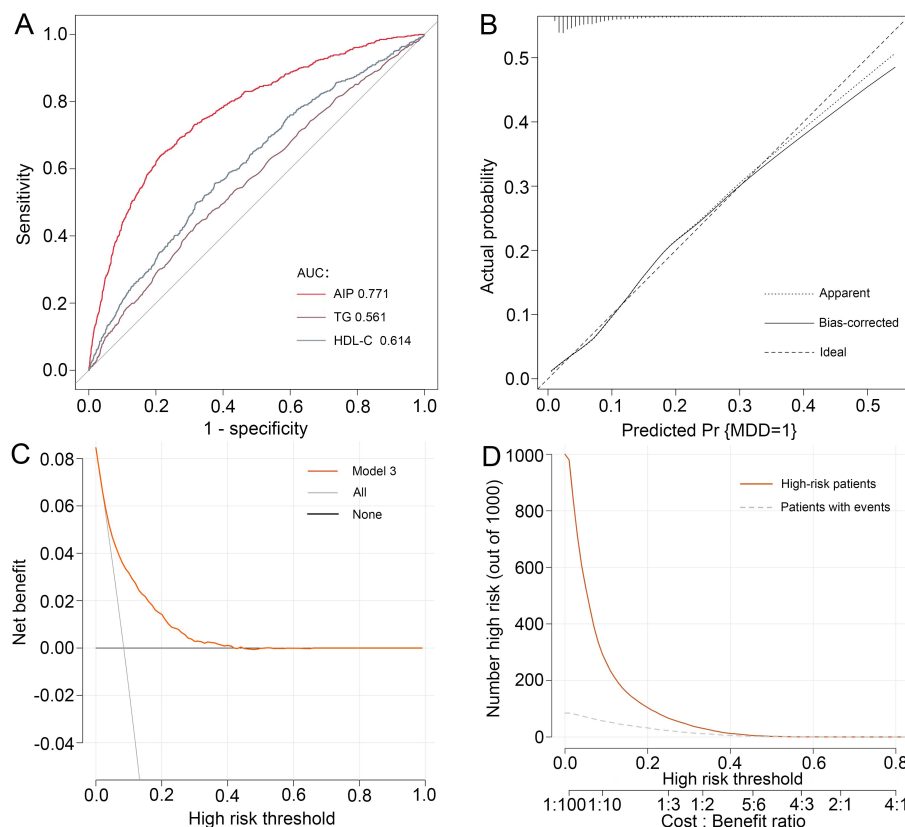 A
1.0
0.8
0.6
0.4
0.2
0.0
Sensitivity
AUC:
AIP 0.771
TG 0.561
HDL-C 0.614
0.0 0.2 0.4 0.6 0.8 1.0
1 - specificity
B
0.5
0.4
0.3
0.2
0.1
0.0
Actual probability
Apparent
Bias-corrected
Ideal
0.0 0.1 0.2 0.3 0.4 0.5
Predicted Pr {MDD=1}
C
0.08
0.06
0.04
0.02
0.00
-0.02
-0.04
Net benefit
Model 3
All
None
0.0 0.2 0.4 0.6 0.8 1.0
High risk threshold
D
1000
800
600
400
200
0
Number high risk (out of 1000)
High-risk patients
Patients with events
0.0 0.2 0.4 0.6 0.8
High risk threshold
1:100 1:10 1:3 1:2 5:6 4:3 2:1 4:1
Cost : Benefit ratio